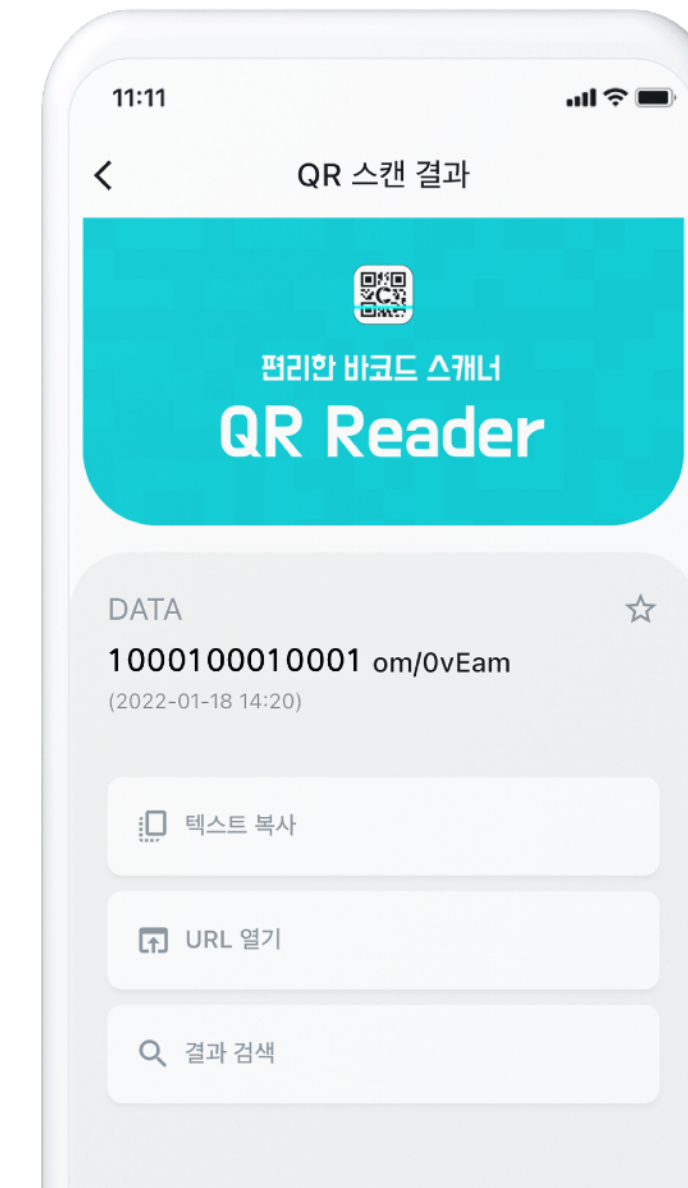 11:11
QR 스캔 결과
편리한 바코드 스캐너
QR Reader
DATA
1000100010001 om/0vEam
(2022-01-18 14:20)
텍스트 복사
URL 열기
결과 검색